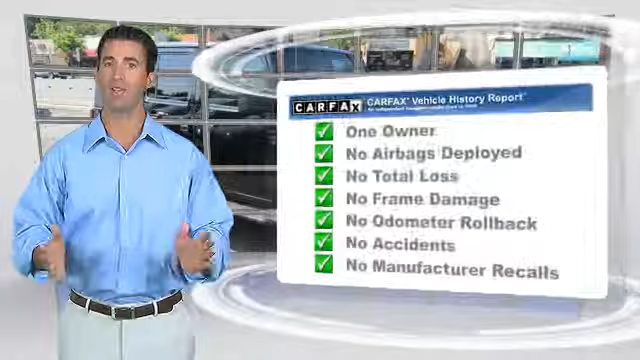 CARFAX CARFAX Vehicle History Report
One Owner
No Airbags Deployed
No Total Loss
No Frame Damage
No Odometer Rollback
No Accidents
No Manufacturer Recalls